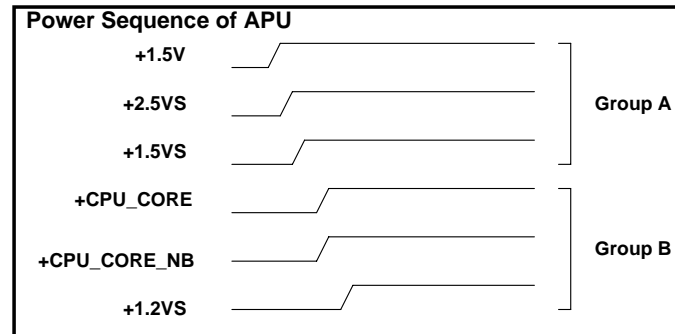 Power Sequence of APU
+1.5V
+2.5VS
Group A
+1.5VS
+CPU_CORE
+CPU_CORE_NB
Group B
+1.2VS